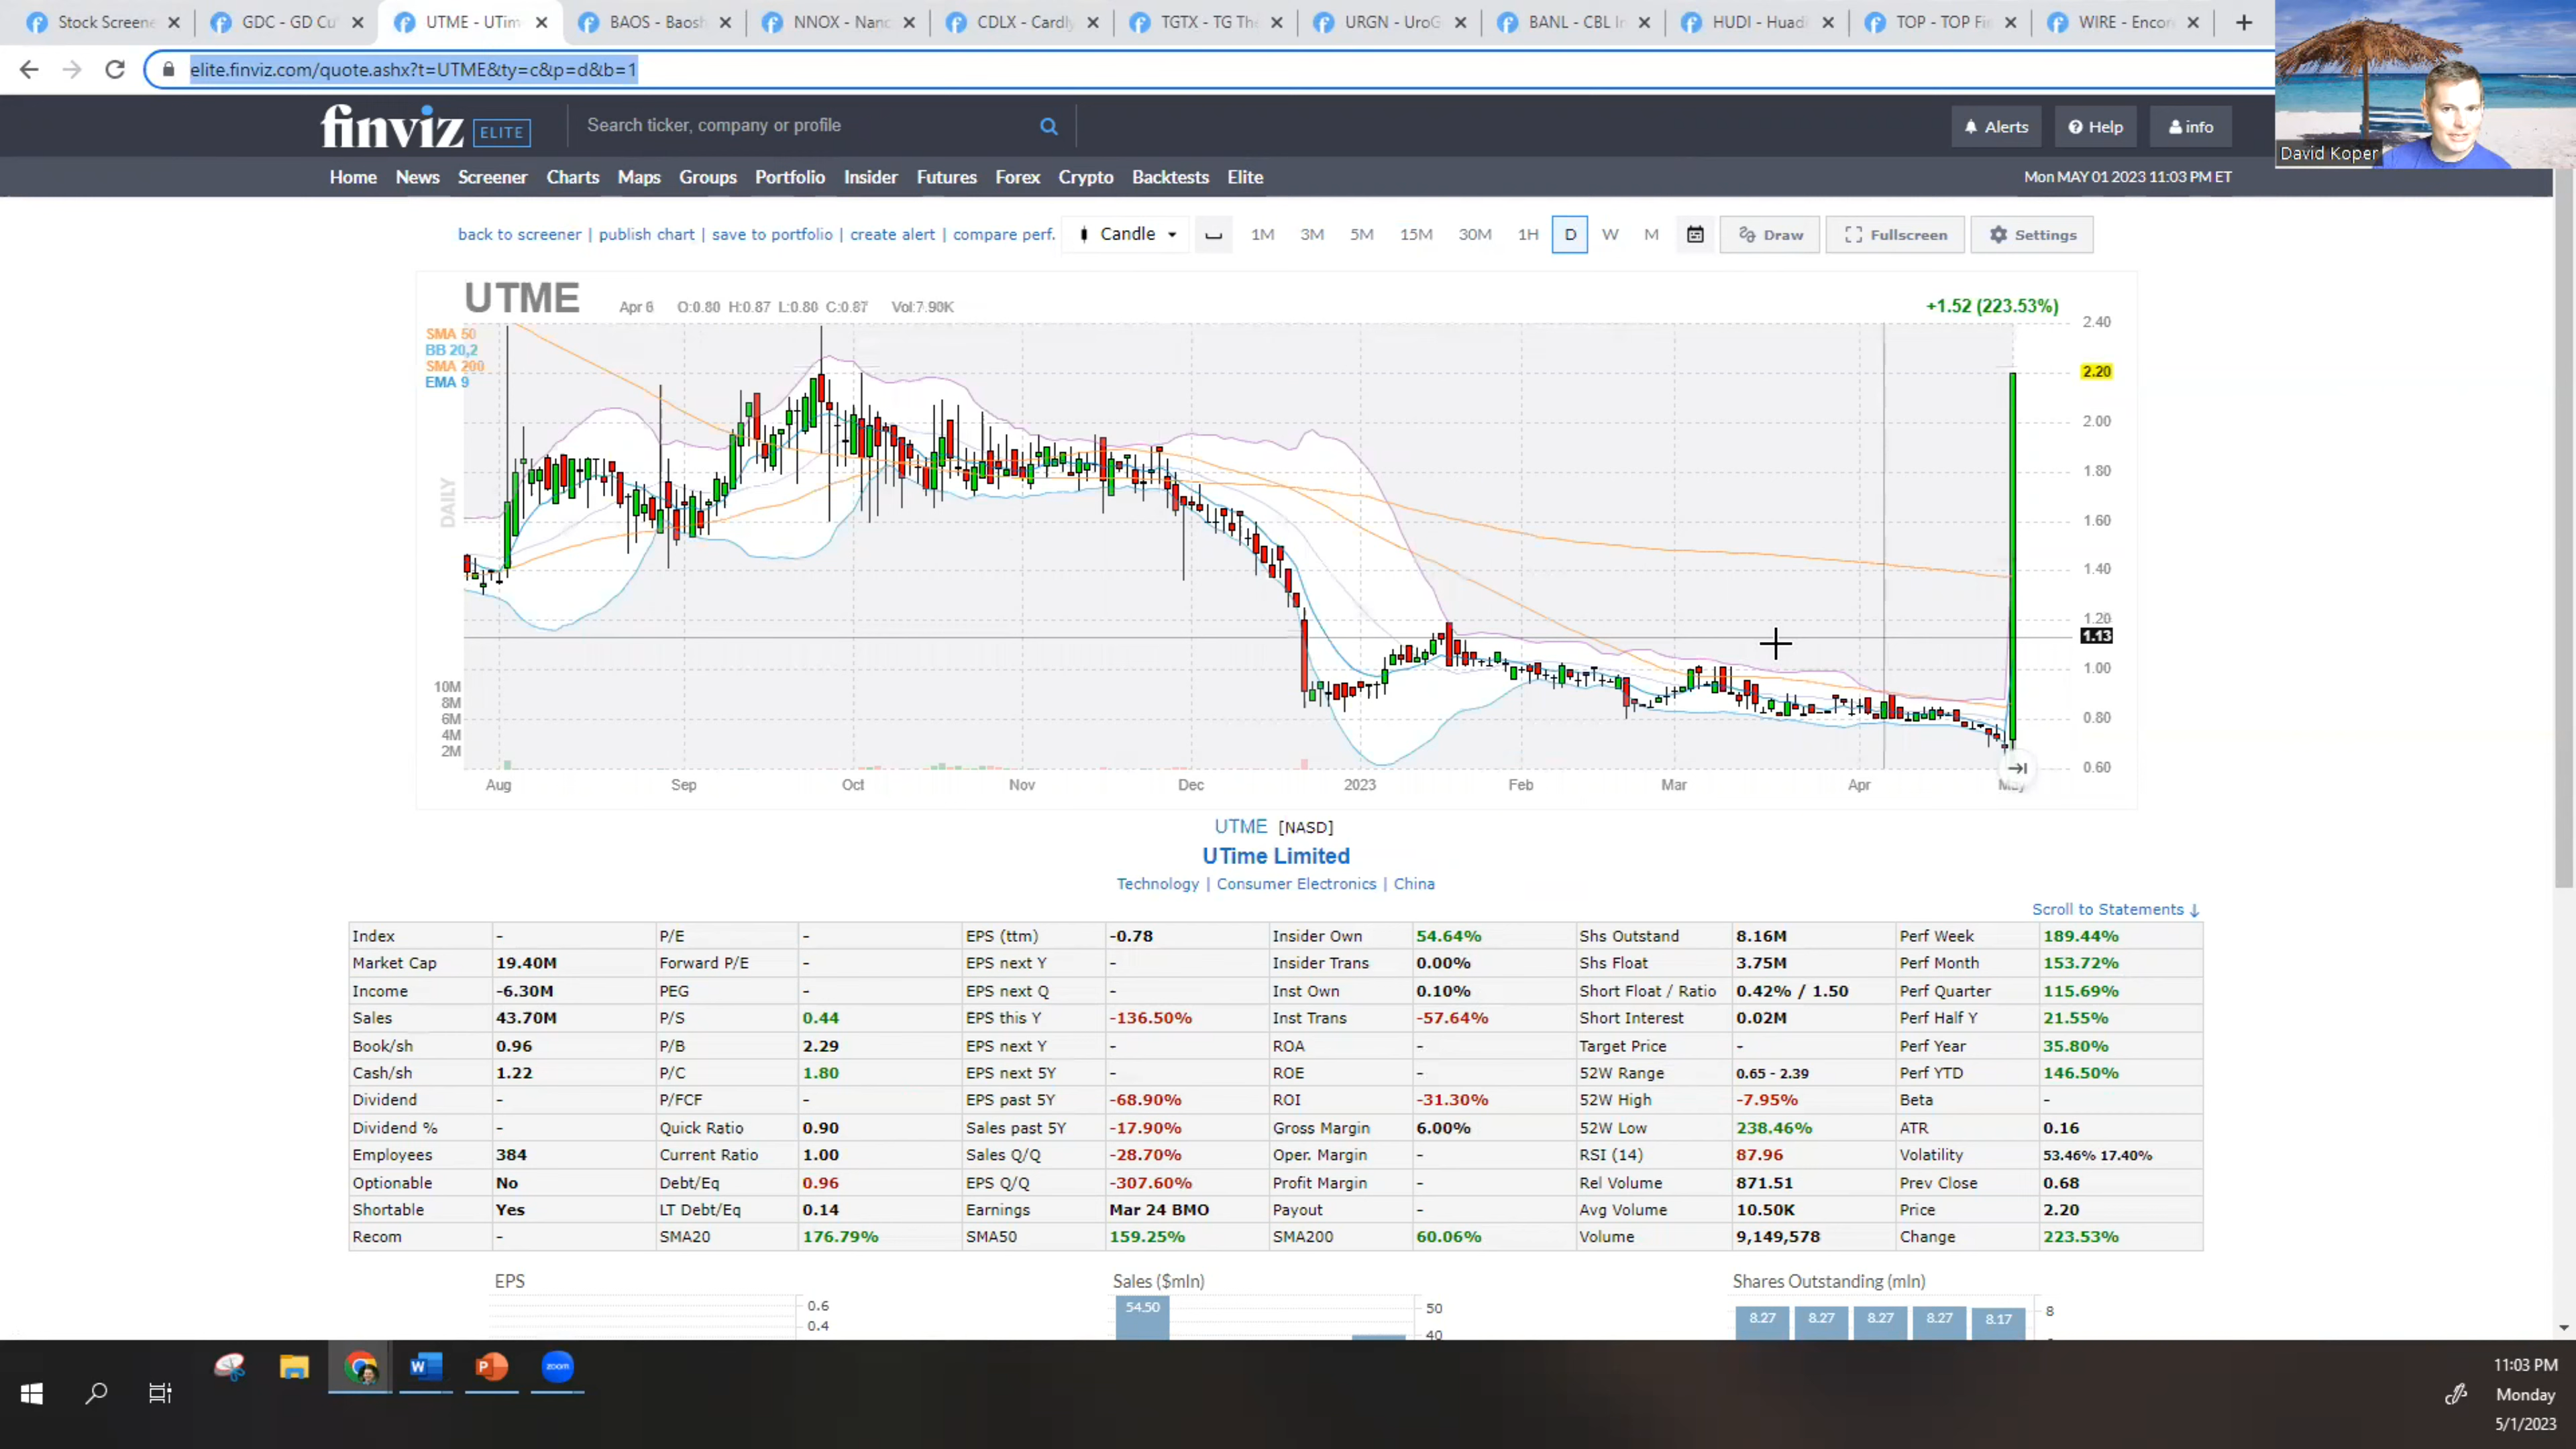 Stock Screene
GDC - GD Cu
UTME - UTim
BAOS - Baosh
NNOX - Nanc
CDLX - Cardly
TGTX - TG The
URGN - UroG
BANL - CBL In
HUDI - Huadi
TOP - TOP Fi
WIRE - Encor
elite.finviz.com/quote.ashx?t=UTME&ty=c&p=d&b=1
David Koper
finviz ELITE
Search ticker, company or profile
Alerts Help info
Home News Screener Charts Maps Groups Portfolio Insider Futures Forex Crypto Backtests Elite
Mon MAY 01 2023 11:03 PM ET
back to screener | publish chart | save to portfolio | create alert | compare perf.
Candle 1M 3M 5M 15M 30M 1H D W M Draw Fullscreen Settings
UTME Apr 6 O:0.80 H:0.87 L:0.80 C:0.87 Vol:7.90K
+1.52 (223.53%)
SMA 50
BB 20,2
SMA 200
EMA 9
DAILY
2.40
2.20
2.00
1.80
1.60
1.40
1.20
1.13
1.00
0.80
0.60
10M
8M
6M
4M
2M
Aug Sep Oct Nov Dec 2023 Feb Mar Apr May
UTME [NASD]
UTime Limited
Technology | Consumer Electronics | China
Scroll to Statements ↓
Index - P/E - EPS (ttm) -0.78 Insider Own 54.64% Shs Outstand 8.16M Perf Week 189.44%
Market Cap 19.40M Forward P/E - EPS next Y - Insider Trans 0.00% Shs Float 3.75M Perf Month 153.72%
Income -6.30M PEG - EPS next Q - Inst Own 0.10% Short Float / Ratio 0.42% / 1.50 Perf Quarter 115.69%
Sales 43.70M P/S 0.44 EPS this Y -136.50% Inst Trans -57.64% Short Interest 0.02M Perf Half Y 21.55%
Book/sh 0.96 P/B 2.29 EPS next Y - ROA - Target Price - Perf Year 35.80%
Cash/sh 1.22 P/C 1.80 EPS next 5Y - ROE - 52W Range 0.65 - 2.39 Perf YTD 146.50%
Dividend - P/FCF - EPS past 5Y -68.90% ROI -31.30% 52W High -7.95% Beta -
Dividend % - Quick Ratio 0.90 Sales past 5Y -17.90% Gross Margin 6.00% 52W Low 238.46% ATR 0.16
Employees 384 Current Ratio 1.00 Sales Q/Q -28.70% Oper. Margin - RSI (14) 87.96 Volatility 53.46% 17.40%
Optionable No Debt/Eq 0.96 EPS Q/Q -307.60% Profit Margin - Rel Volume 871.51 Prev Close 0.68
Shortable Yes LT Debt/Eq 0.14 Earnings Mar 24 BMO Payout - Avg Volume 10.50K Price 2.20
Recom - SMA20 176.79% SMA50 159.25% SMA200 60.06% Volume 9,149,578 Change 223.53%
EPS
0.6
0.4
Sales ($mln)
54.50
50
40
Shares Outstanding (mln)
8.27 8.27 8.27 8.27 8.17
8
W
P
zoom
11:03 PM
Monday
5/1/2023